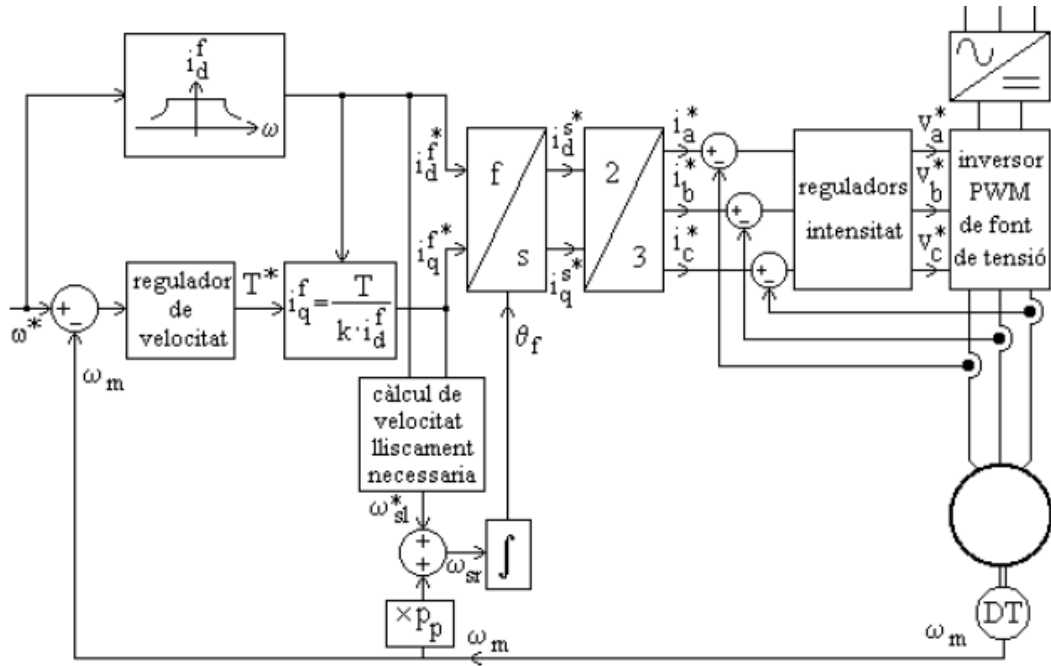 i_d^f
ω
i_d^f*
i_q^f*
f
s
i_d^s*
i_q^s*
2
3
i_a^*
i_b^*
i_c^*
+
−
+
−
+
−
reguladors
intensitat
v_a^*
v_b^*
v_c^*
inversor
PWM
de font
de tensió
ω*
+
−
regulador
de
velocitat
T*
i_q^f = T / k·i_d^f
θ_f
ω_m
càlcul de
velocitat
lliscament
necessaria
ω_sl^*
+
+
ω_sr
∫
×p_p
ω_m
ω_m
DT